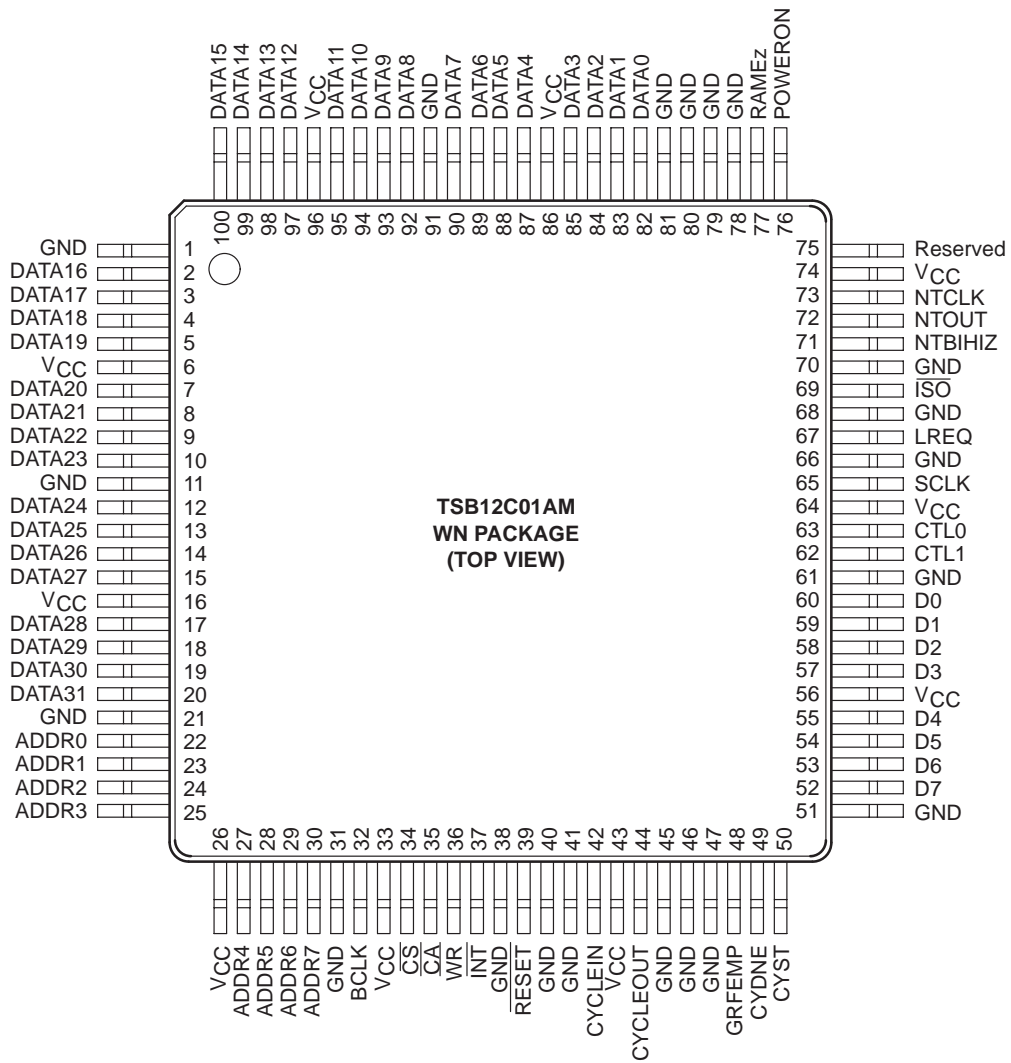 DATA15
DATA14
DATA13
DATA12
VCC
DATA11
DATA10
DATA9
DATA8
GND
DATA7
DATA6
DATA5
DATA4
VCC
DATA3
DATA2
DATA1
DATA0
GND
GND
GND
GND
RAMEz
POWERON
100
99
98
97
96
95
94
93
92
91
90
89
88
87
86
85
84
83
82
81
80
79
78
77
76
GND 1
DATA16 2
DATA17 3
DATA18 4
DATA19 5
VCC 6
DATA20 7
DATA21 8
DATA22 9
DATA23 10
GND 11
DATA24 12
DATA25 13
DATA26 14
DATA27 15
VCC 16
DATA28 17
DATA29 18
DATA30 19
DATA31 20
GND 21
ADDR0 22
ADDR1 23
ADDR2 24
ADDR3 25
TSB12C01AM
WN PACKAGE
(TOP VIEW)
75 Reserved
74 VCC
73 NTCLK
72 NTOUT
71 NTBIHIZ
70 GND
69 ISO
68 GND
67 LREQ
66 GND
65 SCLK
64 VCC
63 CTL0
62 CTL1
61 GND
60 D0
59 D1
58 D2
57 D3
56 VCC
55 D4
54 D5
53 D6
52 D7
51 GND
26
27
28
29
30
31
32
33
34
35
36
37
38
39
40
41
42
43
44
45
46
47
48
49
50
VCC
ADDR4
ADDR5
ADDR6
ADDR7
GND
BCLK
VCC
CS
CA
WR
INT
GND
RESET
GND
GND
CYCLEIN
VCC
CYCLEOUT
GND
GND
GND
GRFEMP
CYDNE
CYST